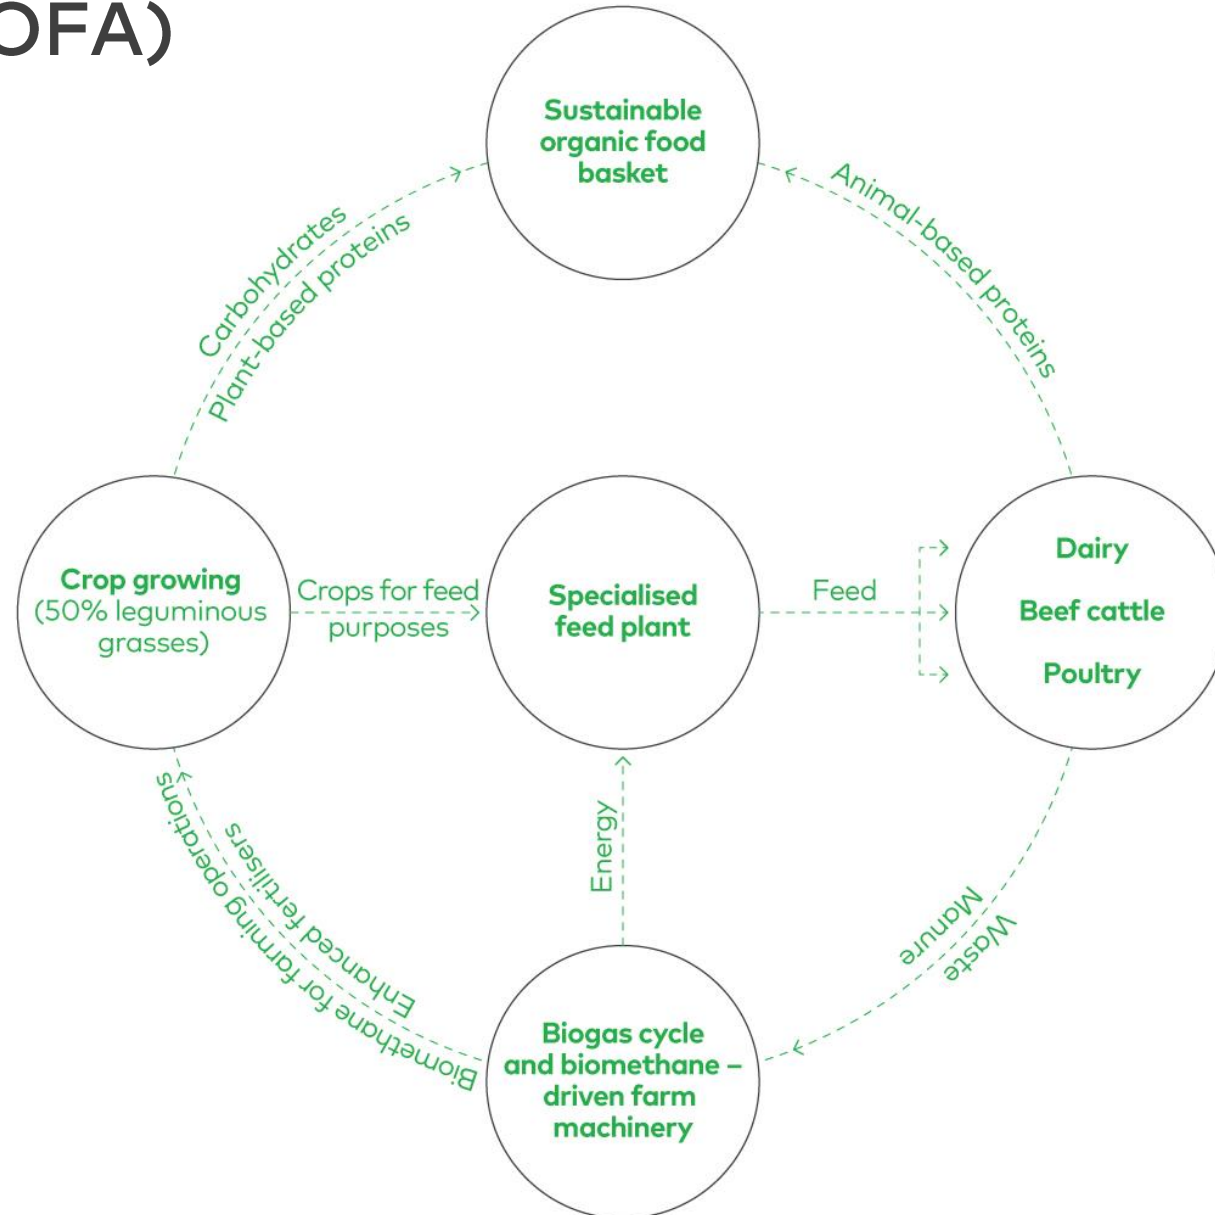 OFA)
Sustainable
organic food
basket
Carbohydrates
Plant-based proteins
Animal-based proteins
Crop growing
(50% leguminous
grasses)
Crops for feed
purposes
Specialised
feed plant
Feed
Dairy
Beef cattle
Poultry
Energy
Enhanced fertilisers
Biomethane for farming operations
Manure
Waste
Biogas cycle
and biomethane –
driven farm
machinery